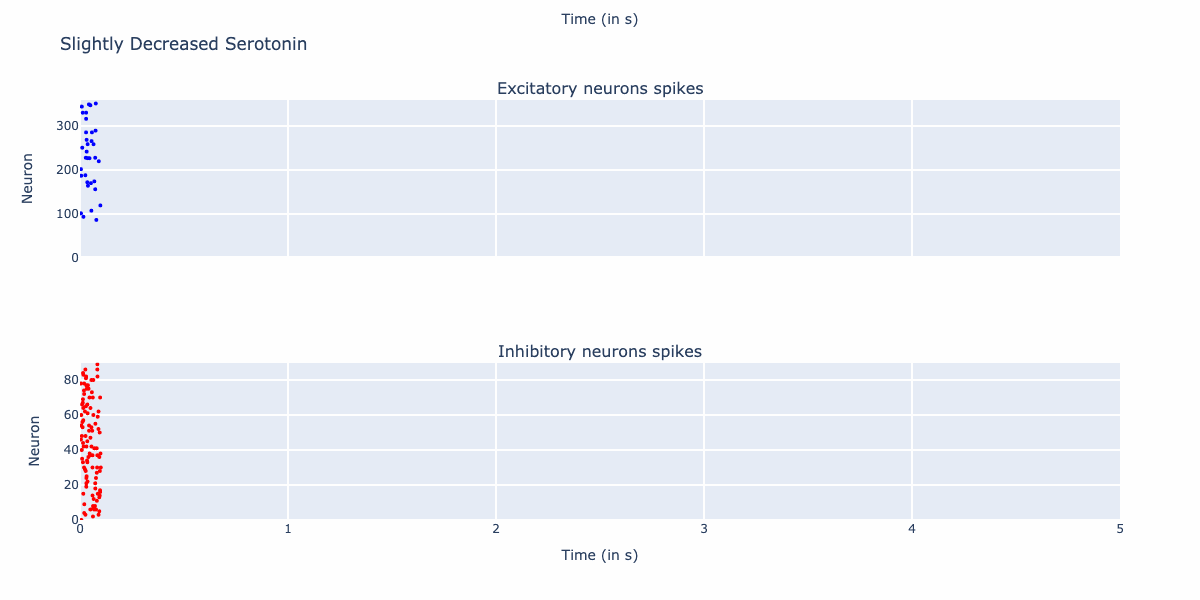 Time (in s)
Slightly Decreased Serotonin
Excitatory neurons spikes
300
200
100
0
Neuron
Inhibitory neurons spikes
80
60
40
20
0
Neuron
0 1 2 3 4 5
Time (in s)